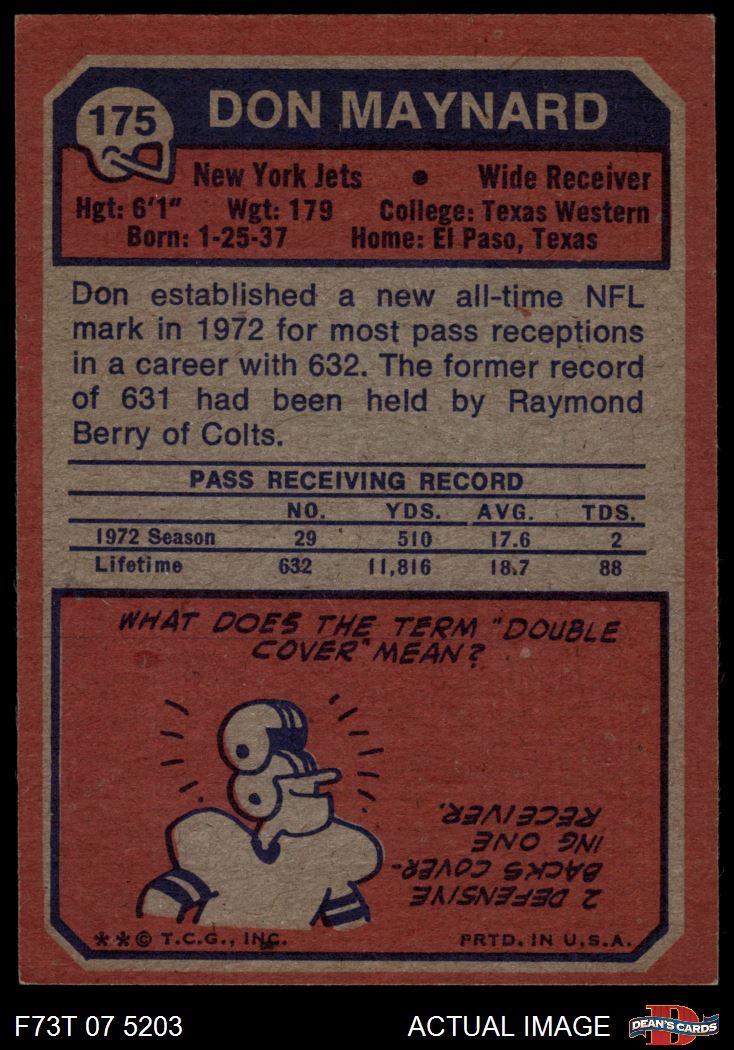 175
DON MAYNARD
New York Jets • Wide Receiver
Hgt: 6'1" Wgt: 179 College: Texas Western
Born: 1-25-37 Home: El Paso, Texas
Don established a new all-time NFL
mark in 1972 for most pass receptions
in a career with 632. The former record
of 631 had been held by Raymond
Berry of Colts.
PASS RECEIVING RECORD
NO. YDS. AVG. TDS.
1972 Season 29 510 17.6 2
Lifetime 632 11,816 18.7 88
WHAT DOES THE TERM "DOUBLE
COVER" MEAN?
2 DEFENSIVE
BACKS COVER-
ING ONE
RECEIVER.
**© T.C.G., INC. PRTD. IN U.S.A.
F73T 07 5203 ACTUAL IMAGE
D
DEAN'S CARDS